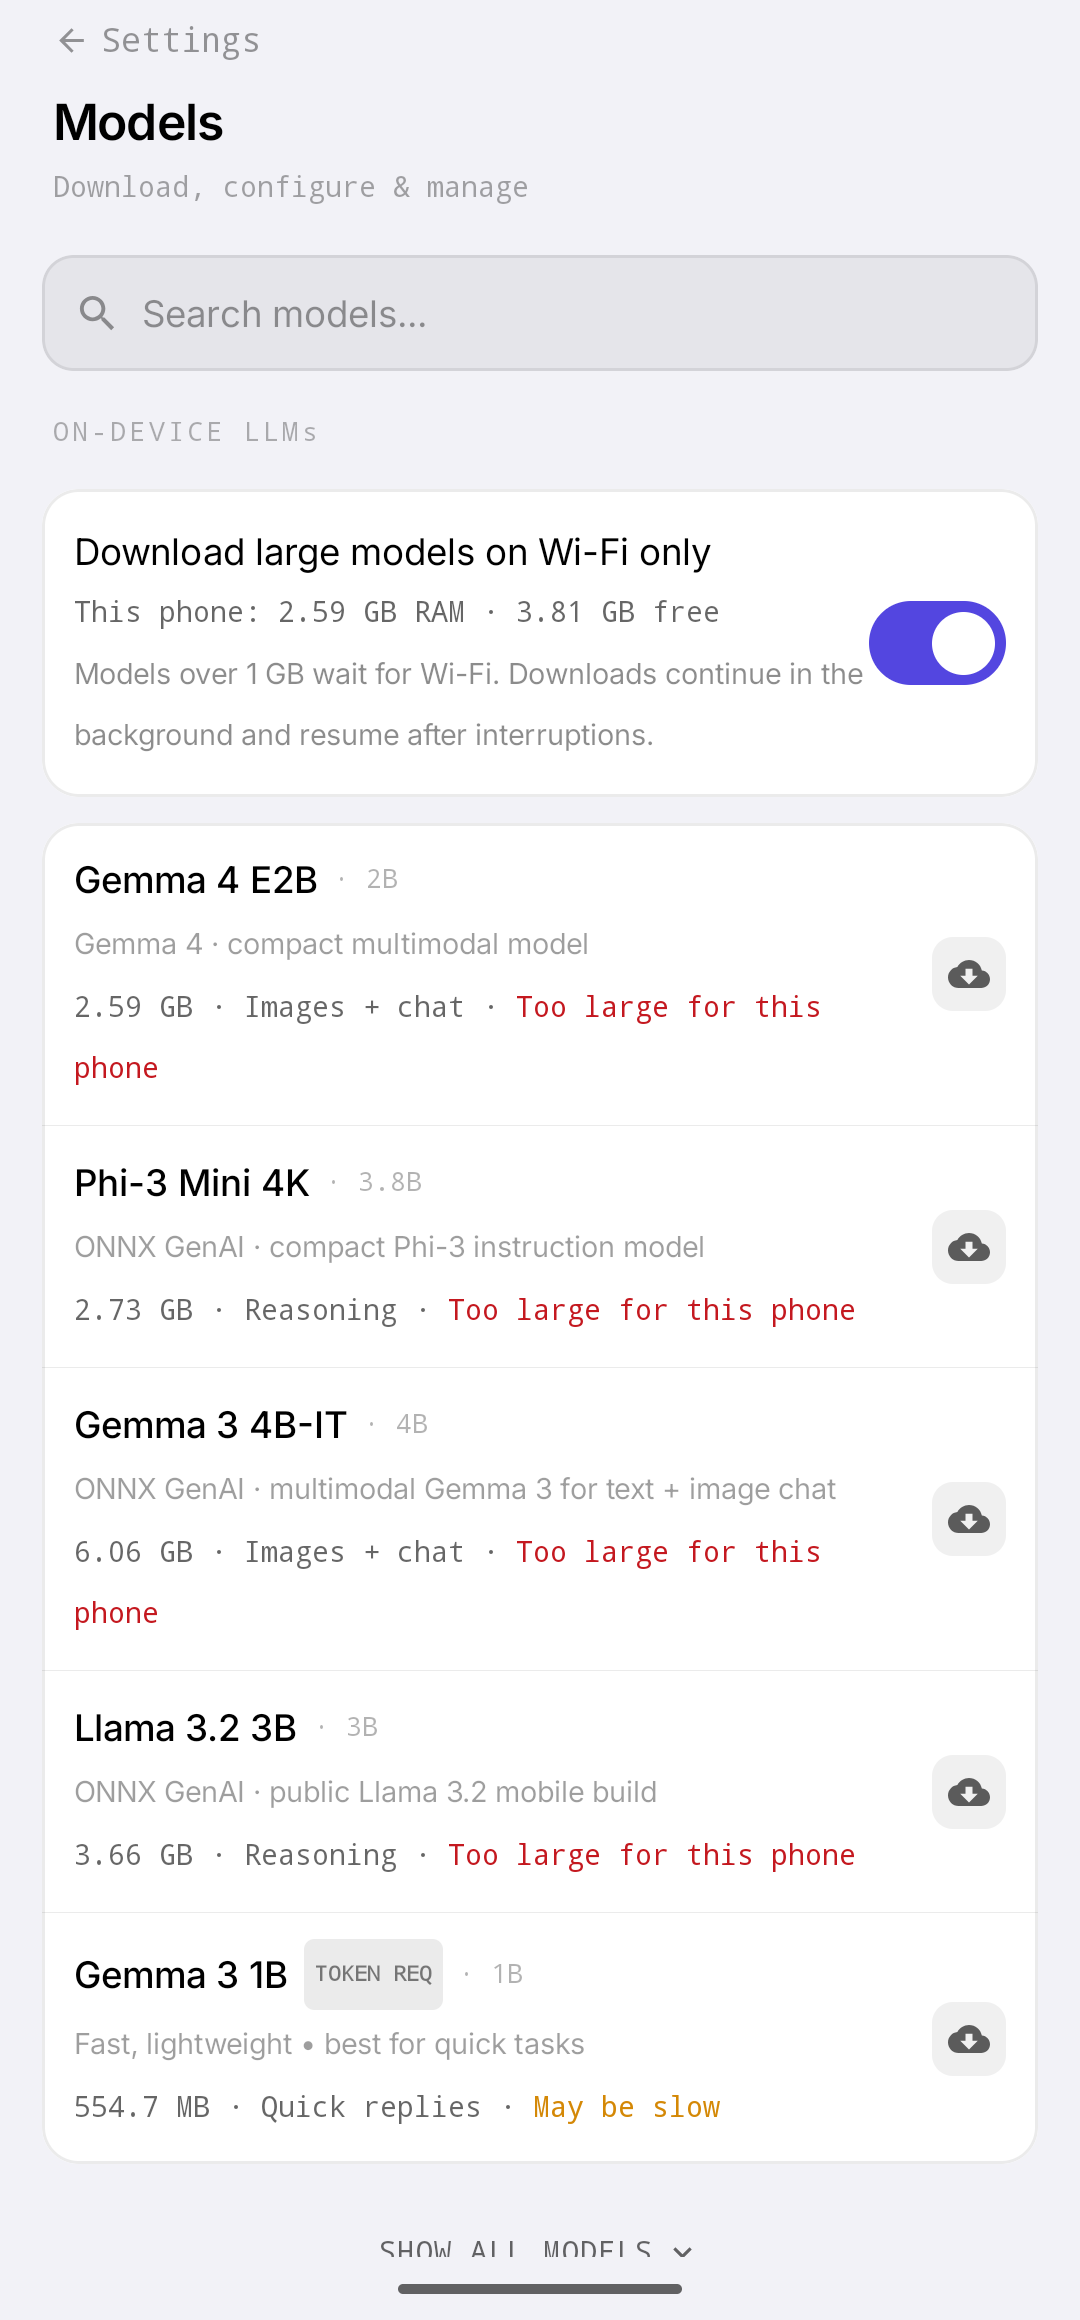 Settings
Models
Download, configure & manage
Search models...
ON-DEVICE LLMs
Download large models on Wi-Fi only
This phone: 2.59 GB RAM · 3.81 GB free
Models over 1 GB wait for Wi-Fi. Downloads continue in the
background and resume after interruptions.
Gemma 4 E2B · 2B
Gemma 4 · compact multimodal model
2.59 GB · Images + chat · Too large for this
phone
Phi-3 Mini 4K · 3.8B
ONNX GenAI · compact Phi-3 instruction model
2.73 GB · Reasoning · Too large for this phone
Gemma 3 4B-IT · 4B
ONNX GenAI · multimodal Gemma 3 for text + image chat
6.06 GB · Images + chat · Too large for this
phone
Llama 3.2 3B · 3B
ONNX GenAI · public Llama 3.2 mobile build
3.66 GB · Reasoning · Too large for this phone
Gemma 3 1B TOKEN REQ · 1B
Fast, lightweight • best for quick tasks
554.7 MB · Quick replies · May be slow
SHOW ALL MODELS